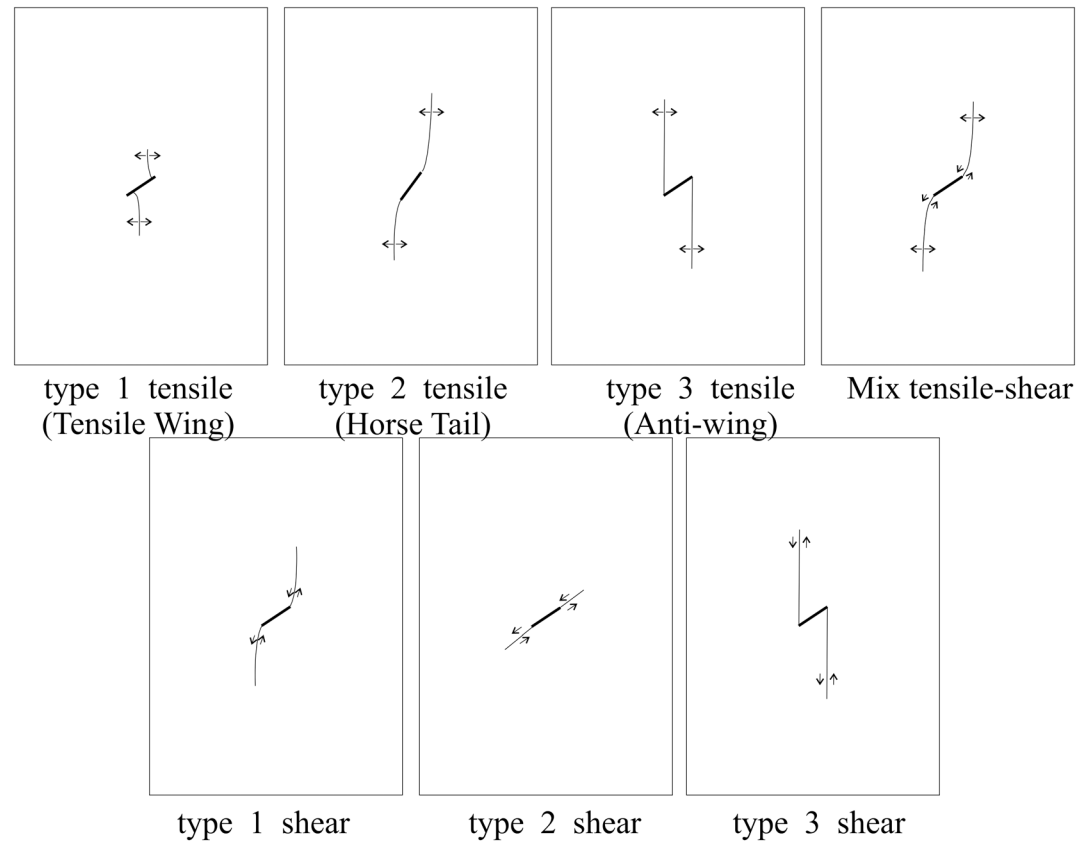 type 1 tensile
(Tensile Wing)
type 2 tensile
(Horse Tail)
type 3 tensile
(Anti-wing)
Mix tensile-shear
type 1 shear
type 2 shear
type 3 shear